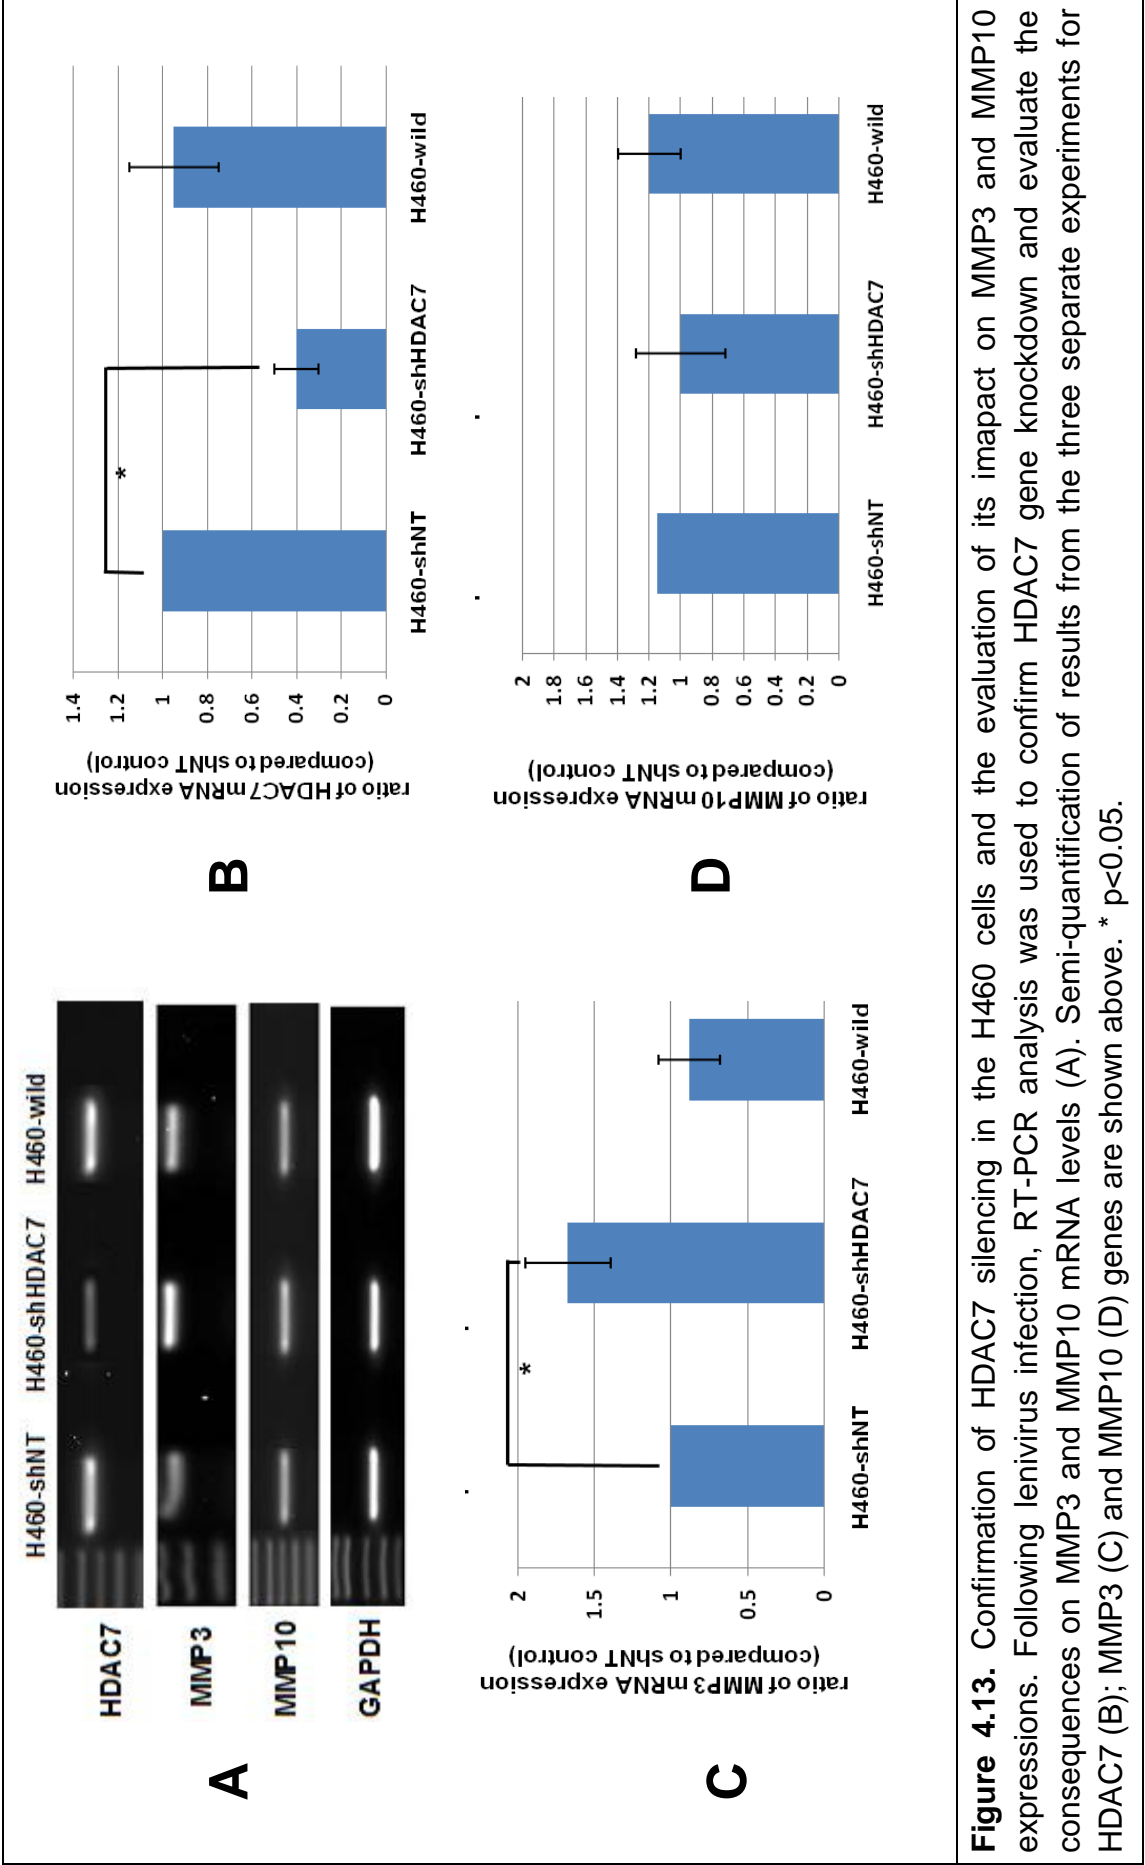 A
H460-shNT H460-shHDAC7 H460-wild
HDAC7
MMP3
MMP10
GAPDH
B
ratio of HDAC7 mRNA expression
(compared to shNT control)
1.4
1.2
1
0.8
0.6
0.4
0.2
0
*
H460-shNT H460-shHDAC7 H460-wild
C
ratio of MMP3 mRNA expression
(compared to shNT control)
2
1.5
1
0.5
0
*
H460-shNT H460-shHDAC7 H460-wild
D
ratio of MMP10 mRNA expression
(compared to shNT control)
2
1.8
1.6
1.4
1.2
1
0.8
0.6
0.4
0.2
0
H460-shNT H460-shHDAC7 H460-wild
Figure 4.13. Confirmation of HDAC7 silencing in the H460 cells and the evaluation of its imapact on MMP3 and MMP10
expressions. Following lenivirus infection, RT-PCR analysis was used to confirm HDAC7 gene knockdown and evaluate the
consequences on MMP3 and MMP10 mRNA levels (A). Semi-quantification of results from the three separate experiments for
HDAC7 (B); MMP3 (C) and MMP10 (D) genes are shown above. * p<0.05.